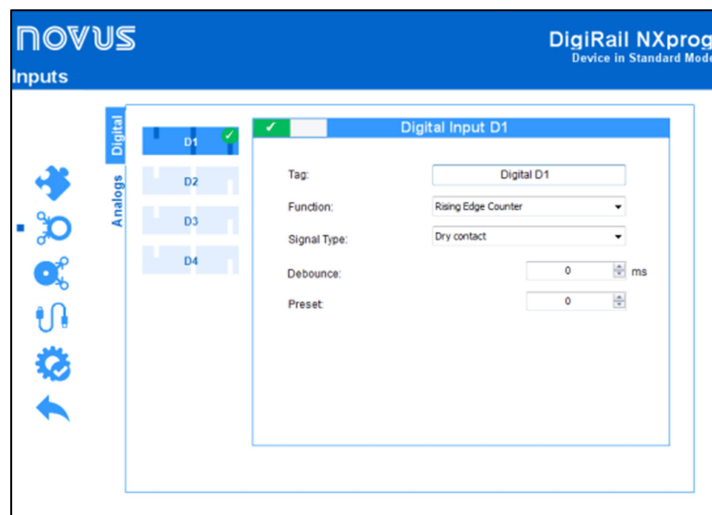 NOVUS
DigiRail NXprog
Device in Standard Mode
Inputs
Digital
Analogs
D1
D2
D3
D4
Digital Input D1
Tag: Digital D1
Function: Rising Edge Counter
Signal Type: Dry contact
Debounce: 0 ms
Preset: 0